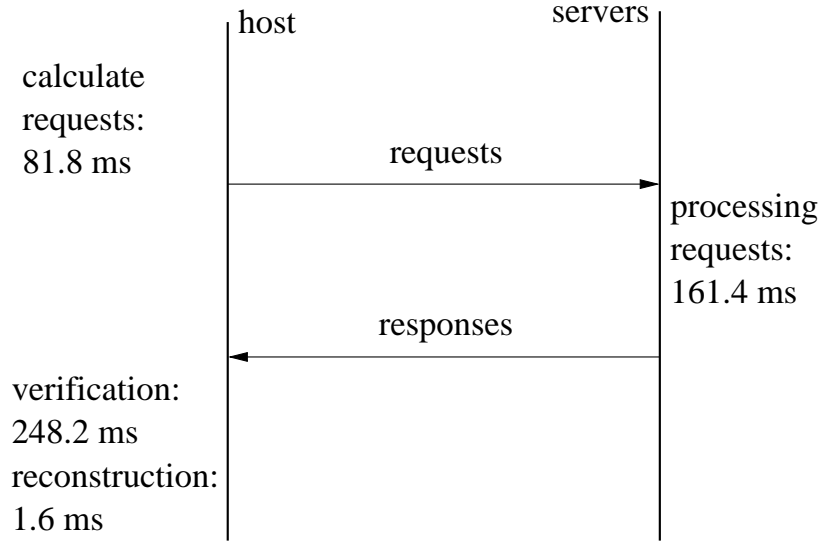 host
servers
calculate
requests:
81.8 ms
requests
processing
requests:
161.4 ms
responses
verification:
248.2 ms
reconstruction:
1.6 ms